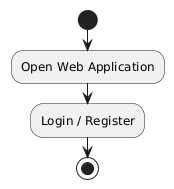 Open Web Application
Login / Register